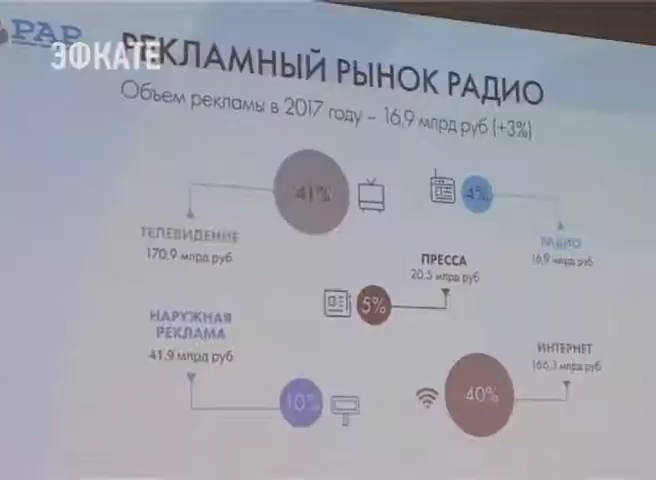 РАР
ЭФКАТЕ
РЕКЛАМНЫЙ РЫНОК РАДИО
Объем рекламы в 2017 году – 16,9 млрд руб (+3%)
41%
4%
ТЕЛЕВИДЕНИЕ
170,9 млрд руб
РАДИО
16,9 млрд руб
ПРЕССА
20,5 млрд руб
5%
НАРУЖНАЯ
РЕКЛАМА
41,9 млрд руб
ИНТЕРНЕТ
166,3 млрд руб
10%
40%